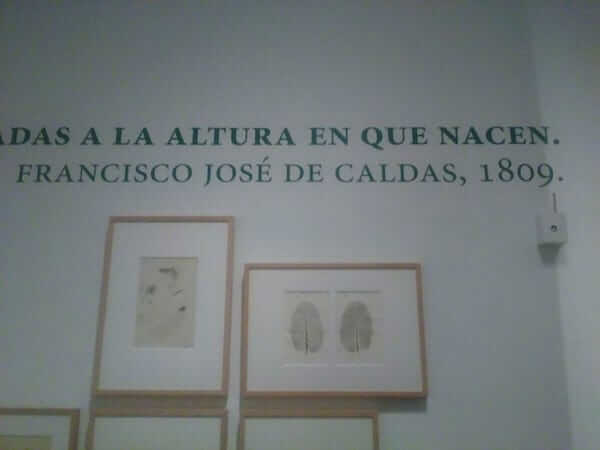 ADAS A LA ALTURA EN QUE NACEN.
FRANCISCO JOSÉ DE CALDAS, 1809.